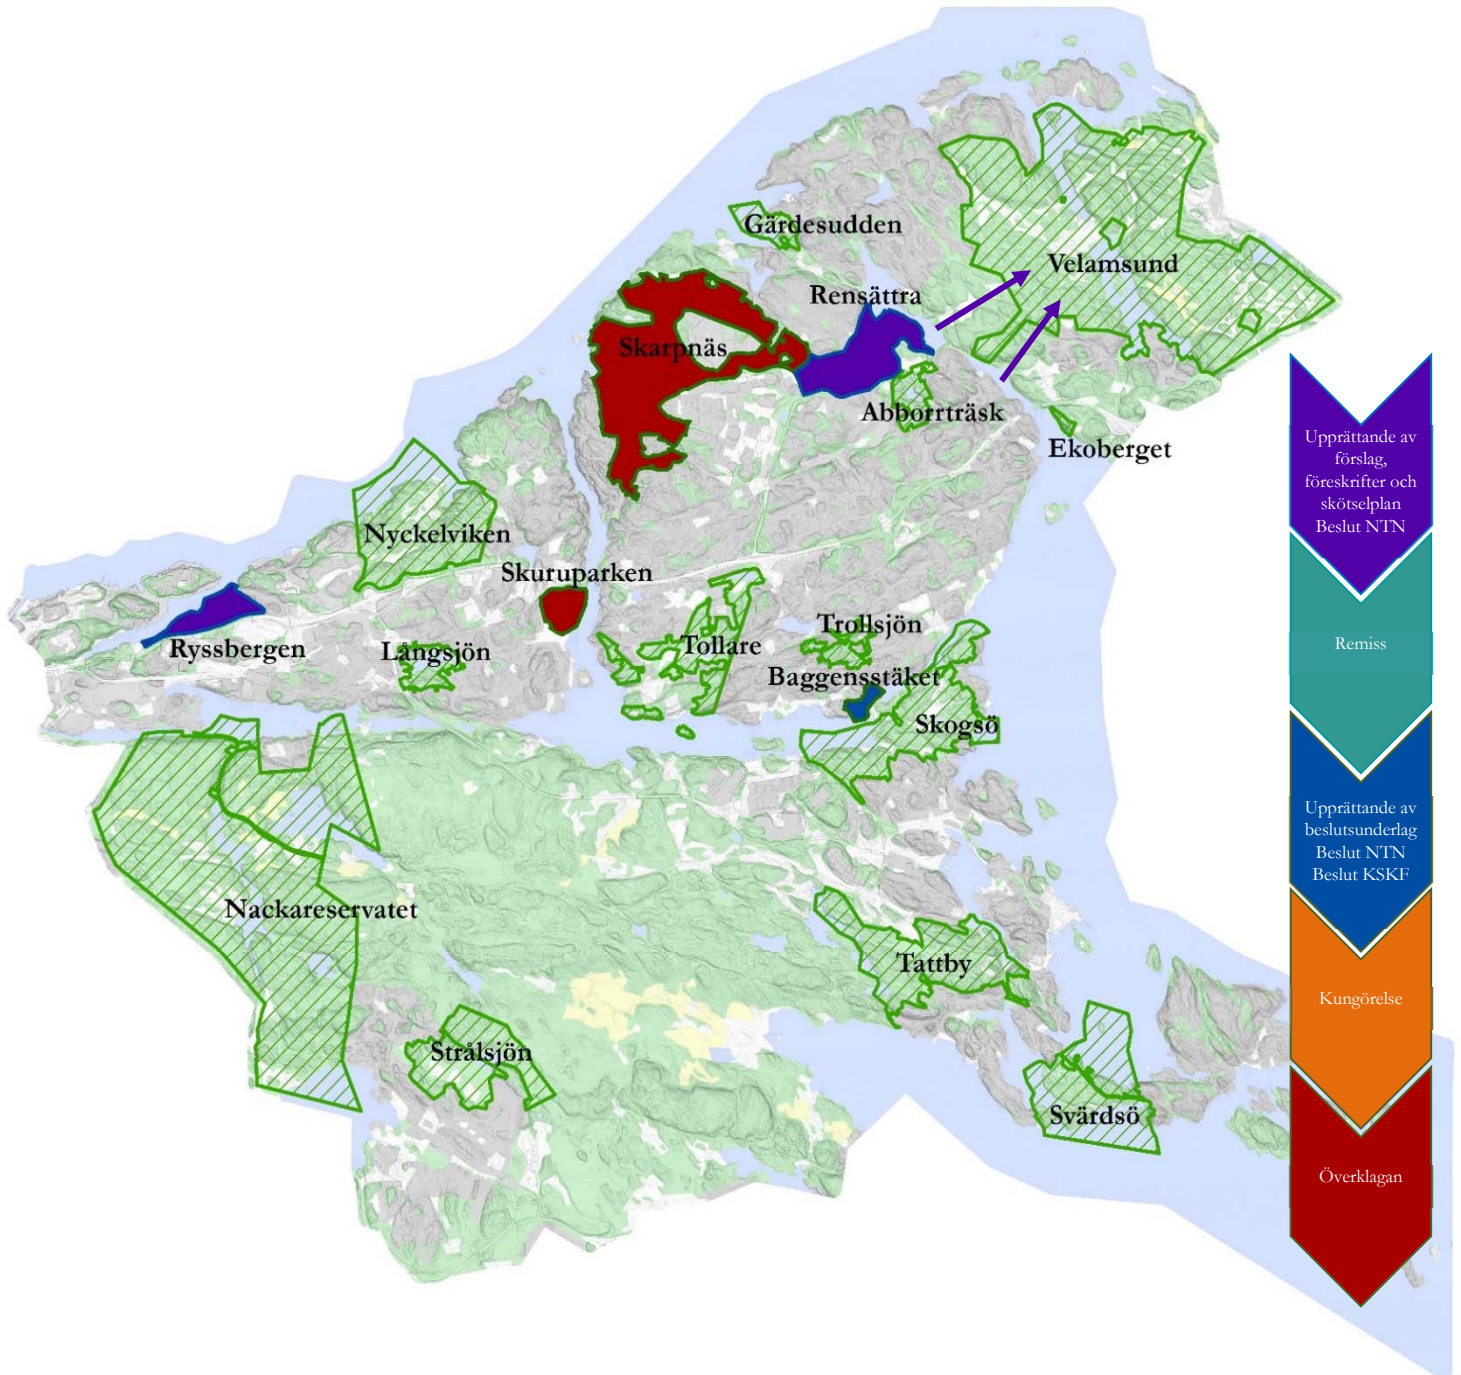 Gärdesudden
Velamsund
Rensättra
Skarpnäs
Abborrträsk
Ekoberget
Nyckelviken
Skuruparken
Ryssbergen
Långsjön
Tollare
Trollsjön
Baggensstäket
Skogsö
Nackareservatet
Tattby
Strålsjön
Svärdsö
Upprättande av
förslag,
föreskrifter och
skötselplan
Beslut NTN
Remiss
Upprättande av
beslutsunderlag
Beslut NTN
Beslut KSKF
Kungörelse
Överklagan